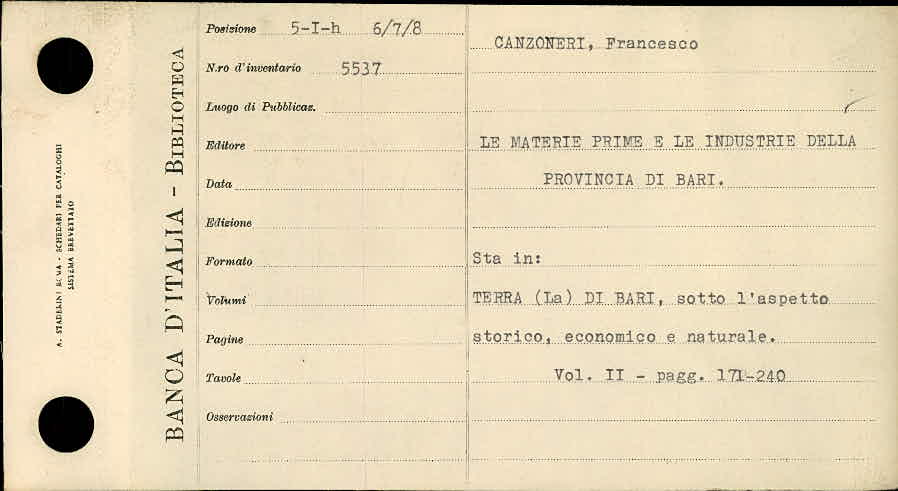 A. STADERINI ROMA - SCHEDARI PER CATALOGHI
SISTEMA BREVETTATO
BANCA D'ITALIA - BIBLIOTECA
Posizione 5-I-h 6/7/8
N.ro d'inventario 5537
Luogo di Pubblicaz.
Editore
Data
Edizione
Formato
Volumi
Pagine
Tavole
Osservazioni
CANZONERI, Francesco
LE MATERIE PRIME E LE INDUSTRIE DELLA
PROVINCIA DI BARI.
Sta in:
TERRA (La) DI BARI, sotto l'aspetto
storico, economico e naturale.
Vol. II - pagg. 171-240